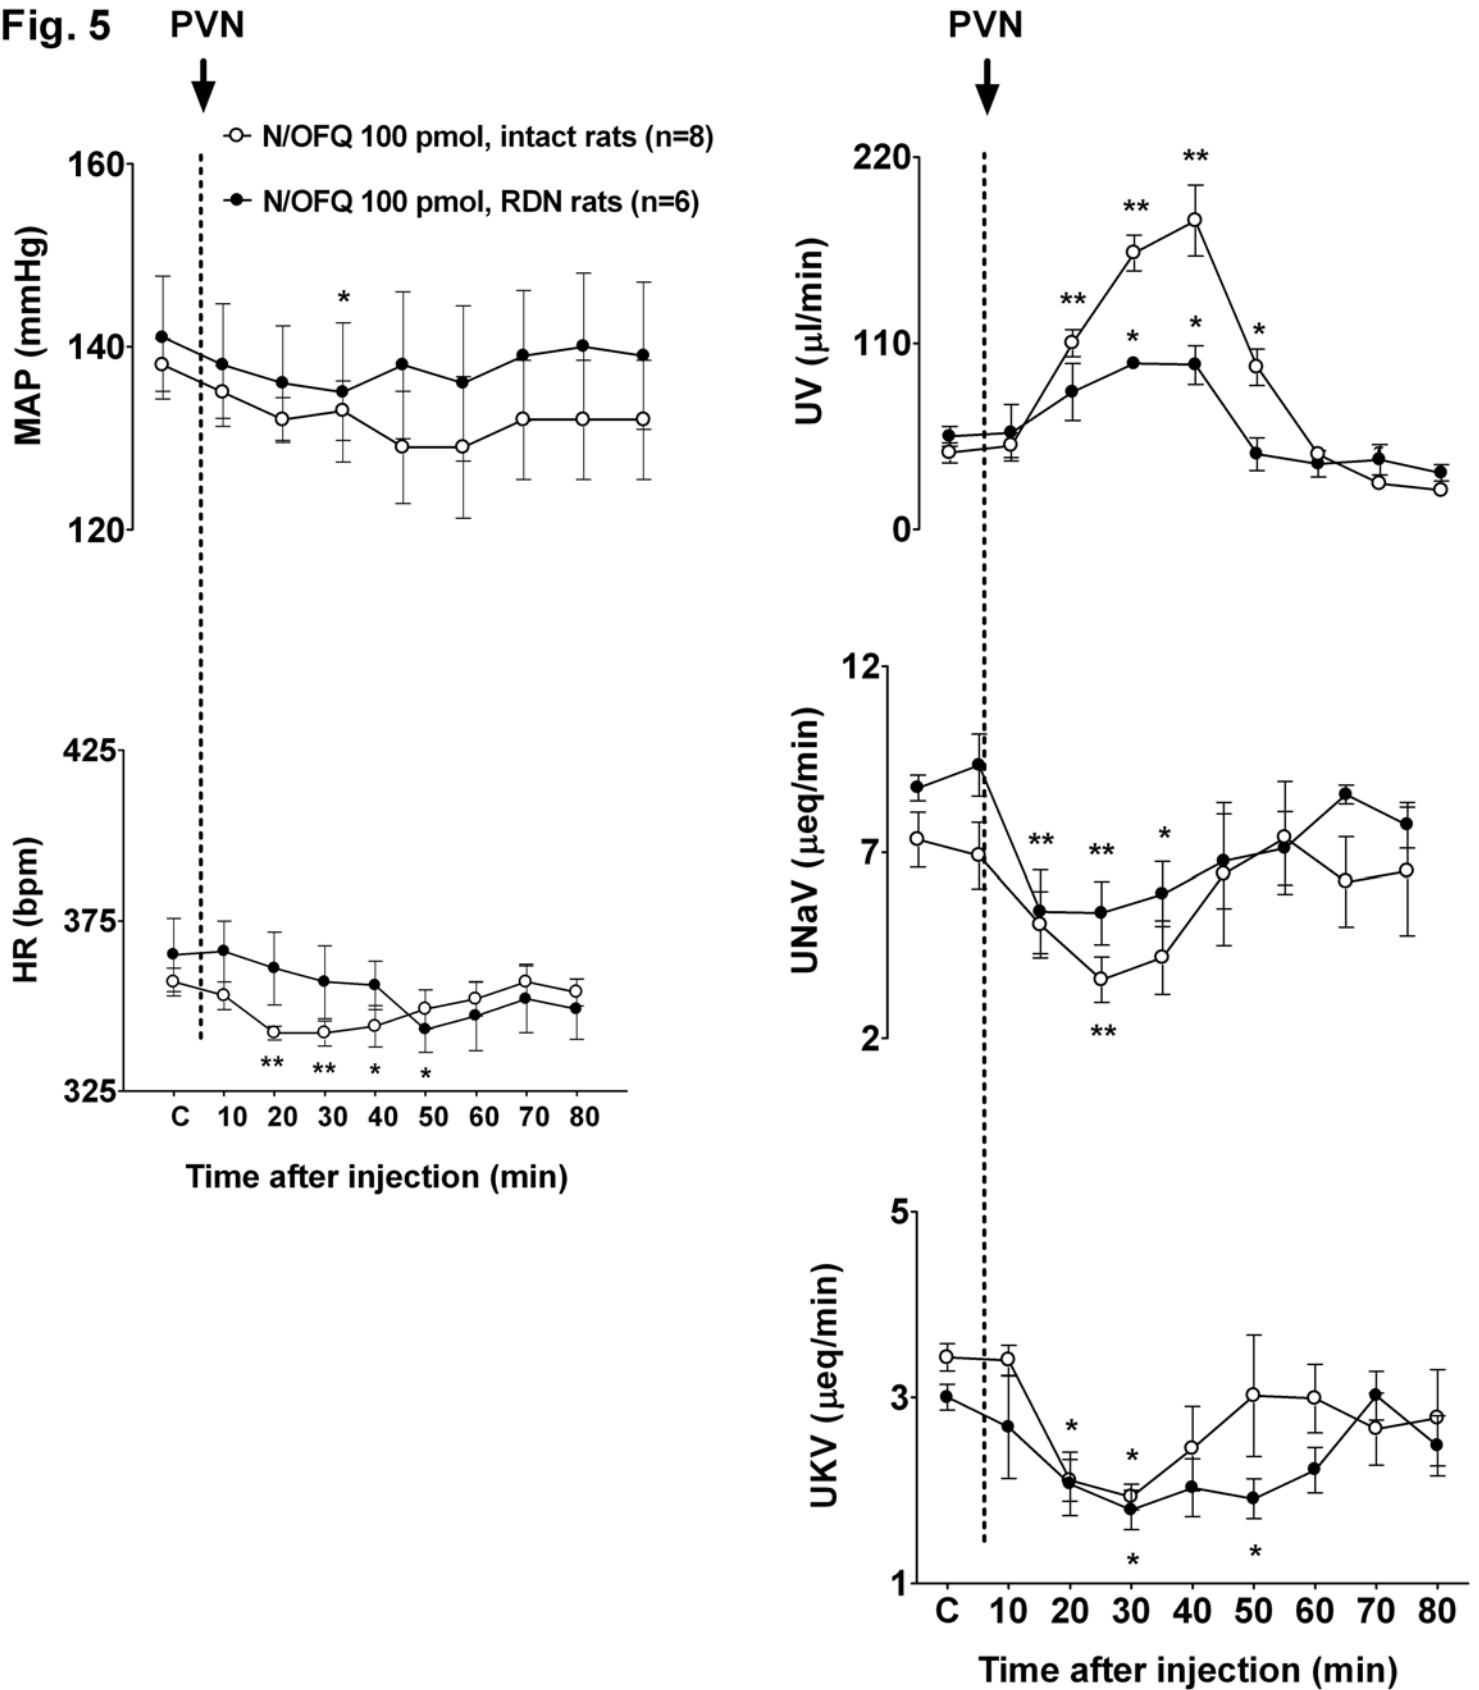 Fig. 5
PVN
N/OFQ 100 pmol, intact rats (n=8)
N/OFQ 100 pmol, RDN rats (n=6)
160
140
120
MAP (mmHg)
*
425
375
325
HR (bpm)
** ** * *
C 10 20 30 40 50 60 70 80
Time after injection (min)
PVN
220
110
0
UV (μl/min)
**
**
**
* * *
12
7
2
UNaV (μeq/min)
** ** *
**
5
3
1
UKV (μeq/min)
* *
* *
C 10 20 30 40 50 60 70 80
Time after injection (min)